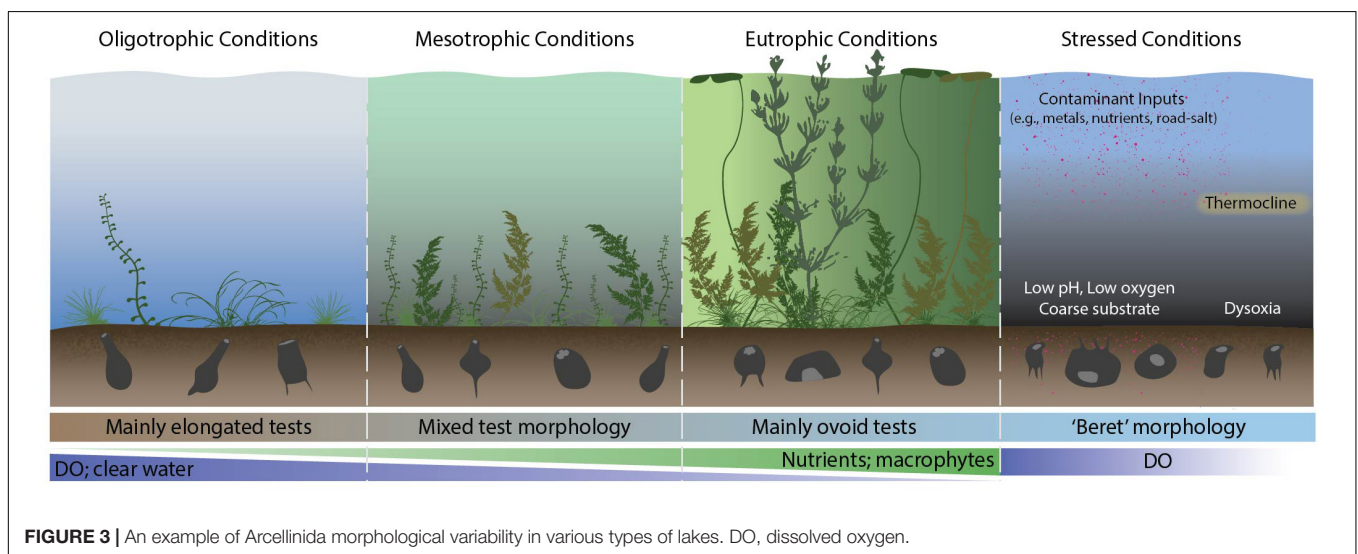 Oligotrophic Conditions
Mesotrophic Conditions
Eutrophic Conditions
Stressed Conditions
Contaminant Inputs
(e.g., metals, nutrients, road-salt)
Thermocline
Low pH, Low oxygen
Coarse substrate
Dysoxia
Mainly elongated tests
Mixed test morphology
Mainly ovoid tests
'Beret' morphology
DO; clear water
Nutrients; macrophytes
DO
FIGURE 3 | An example of Arcellinida morphological variability in various types of lakes. DO, dissolved oxygen.